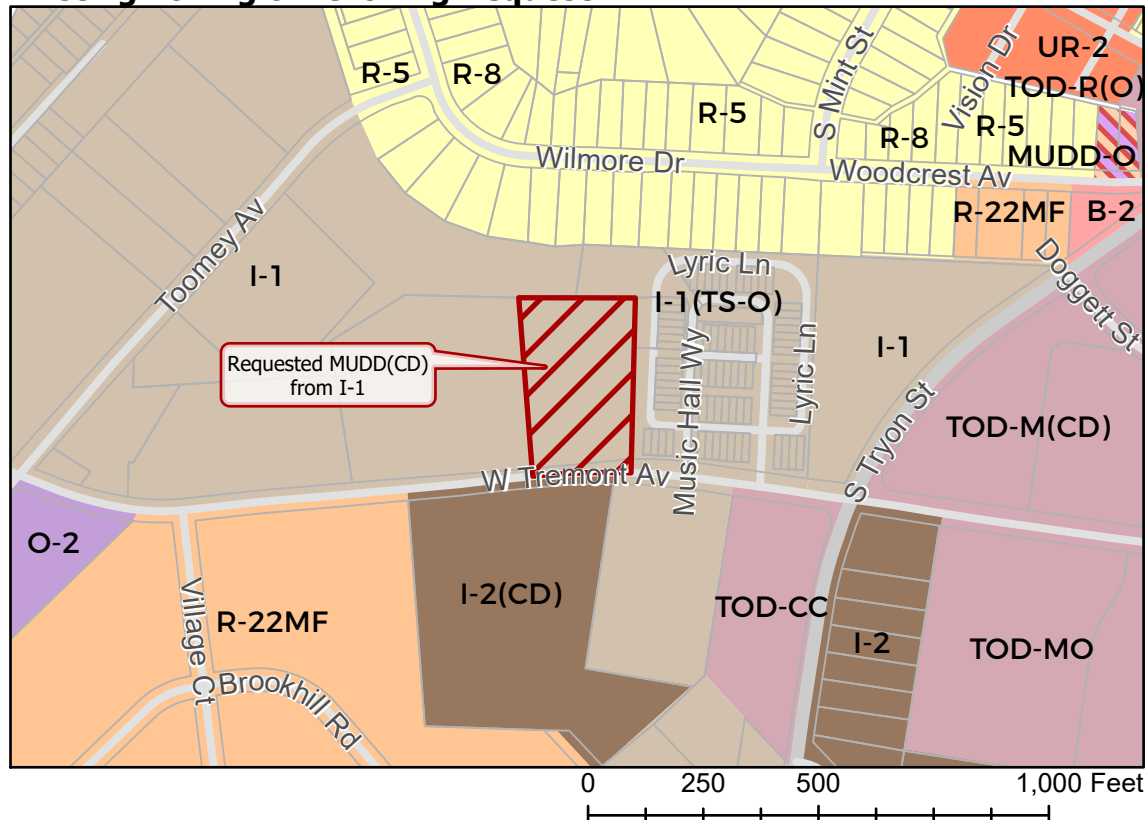 UR-2
TOD-R(O)
Vision Dr
S Mint St
R-5
R-8
R-5
R-8
R-5
MUDD-O
Wilmore Dr
Woodcrest Av
R-22MF
B-2
Doggett St
Toomey Av
I-1
Lyric Ln
I-1(TS-O)
Music Hall Wy
Lyric Ln
I-1
Requested MUDD(CD)
from I-1
S Tryon St
TOD-M(CD)
W Tremont Av
O-2
Village Ct
R-22MF
Brookhill Rd
I-2(CD)
TOD-CC
I-2
TOD-MO
0 250 500 1,000 Feet